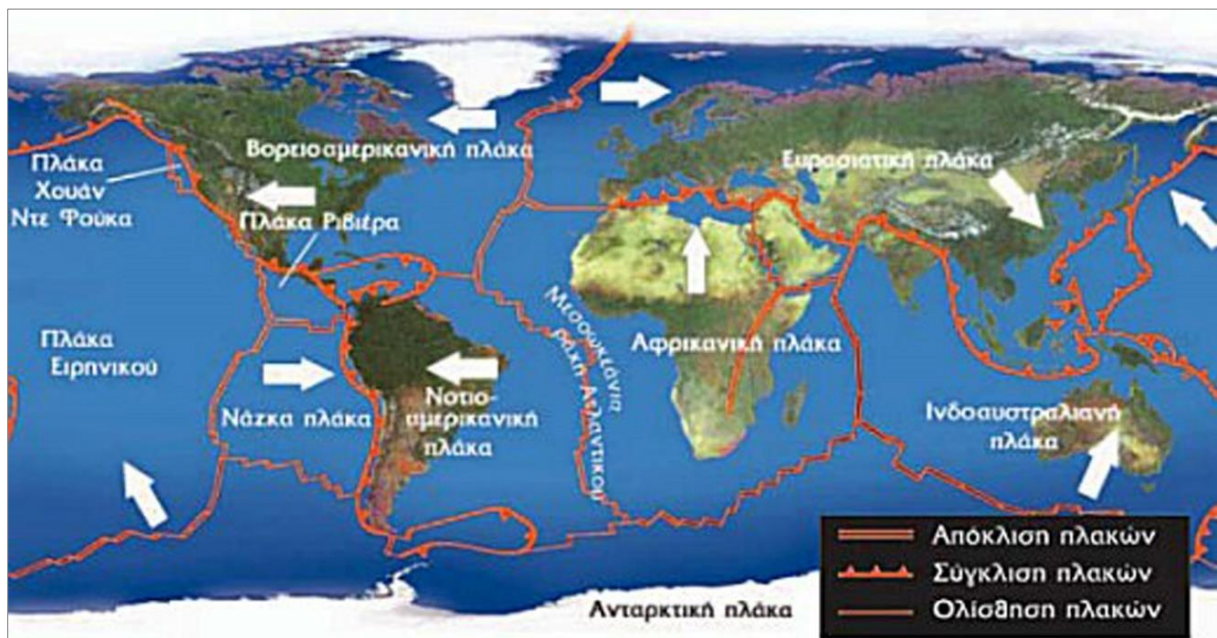 Βορειοαμερικανική πλάκα
Πλάκα
Χουάν
Ντε Φούκα
Πλάκα Ριβιέρα
Ευρασιατική πλάκα
Πλάκα
Ειρηνικού
Νάζκα πλάκα
Νοτιο-
αμερικανική
πλάκα
Μεσωκεάνια
ράχη Ατλαντικού
Αφρικανική πλάκα
Ινδοαυστραλιανή
πλάκα
Ανταρκτική πλάκα
Απόκλιση πλακών
Σύγκλιση πλακών
Ολίσθηση πλακών